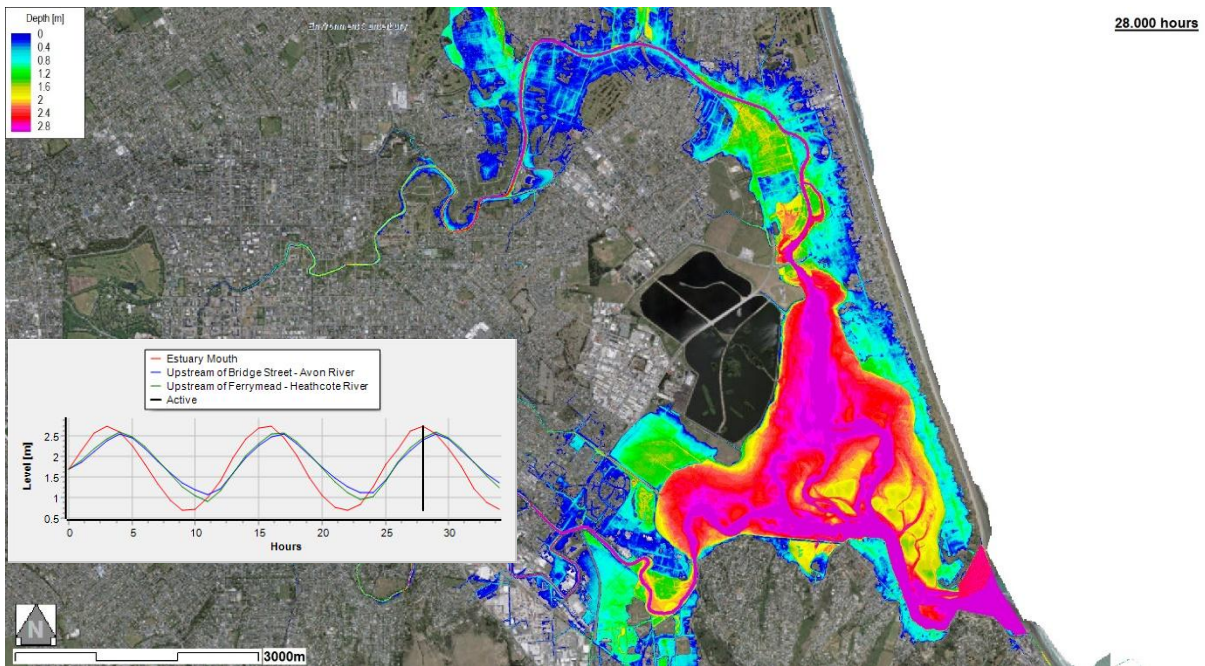 Depth [m]
0
0.4
0.8
1.2
1.6
2
2.4
2.8
Environment Canterbury
28.000 hours
Estuary Mouth
Upstream of Bridge Street - Avon River
Upstream of Ferrymead - Heathcote River
Active
Level [m]
2.5
2
1.5
1
0.5
0 5 10 15 20 25 30
Hours
N
3000m